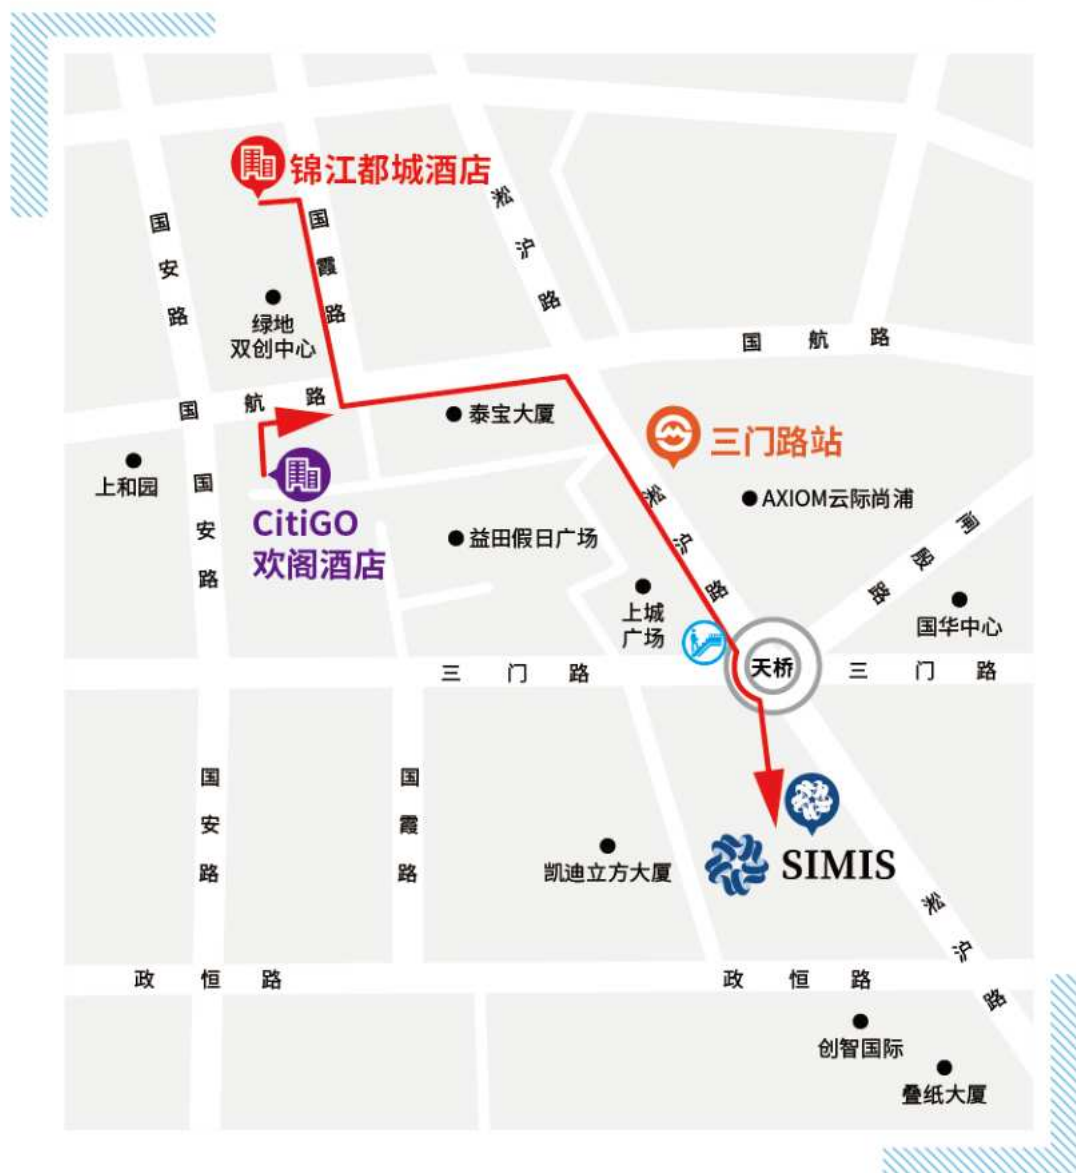 锦江都城酒店
国安路
国霞路
淞沪路
绿地
双创中心
国航路
国航路
泰宝大厦
三门路站
上和园
国安路
CitiGO
欢阁酒店
益田假日广场
淞沪路
AXIOM云际尚浦
闸殷路
上城
广场
国华中心
三门路
天桥
三门路
国安路
国霞路
凯迪立方大厦
SIMIS
淞沪路
政恒路
政恒路
创智国际
叠纸大厦